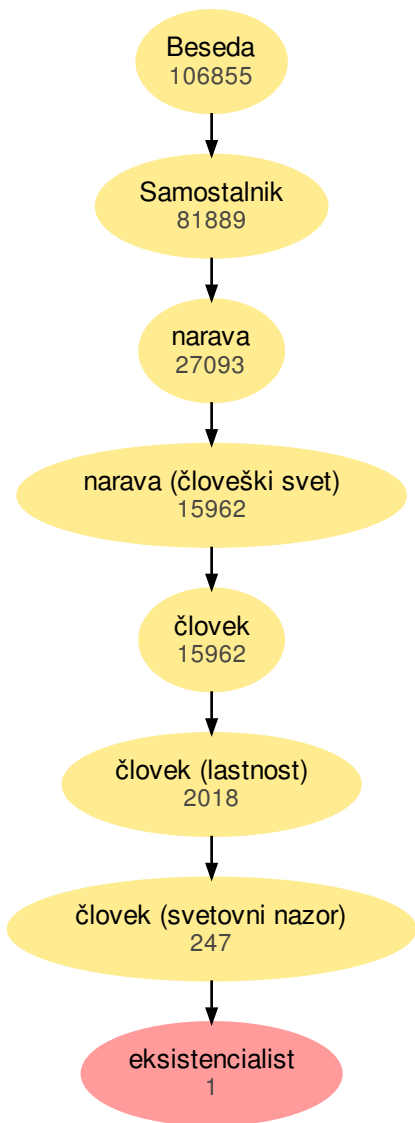 Beseda
106855
Samostalnik
81889
narava
27093
narava (človeški svet)
15962
človek
15962
človek (lastnost)
2018
človek (svetovni nazor)
247
eksistencialist
1